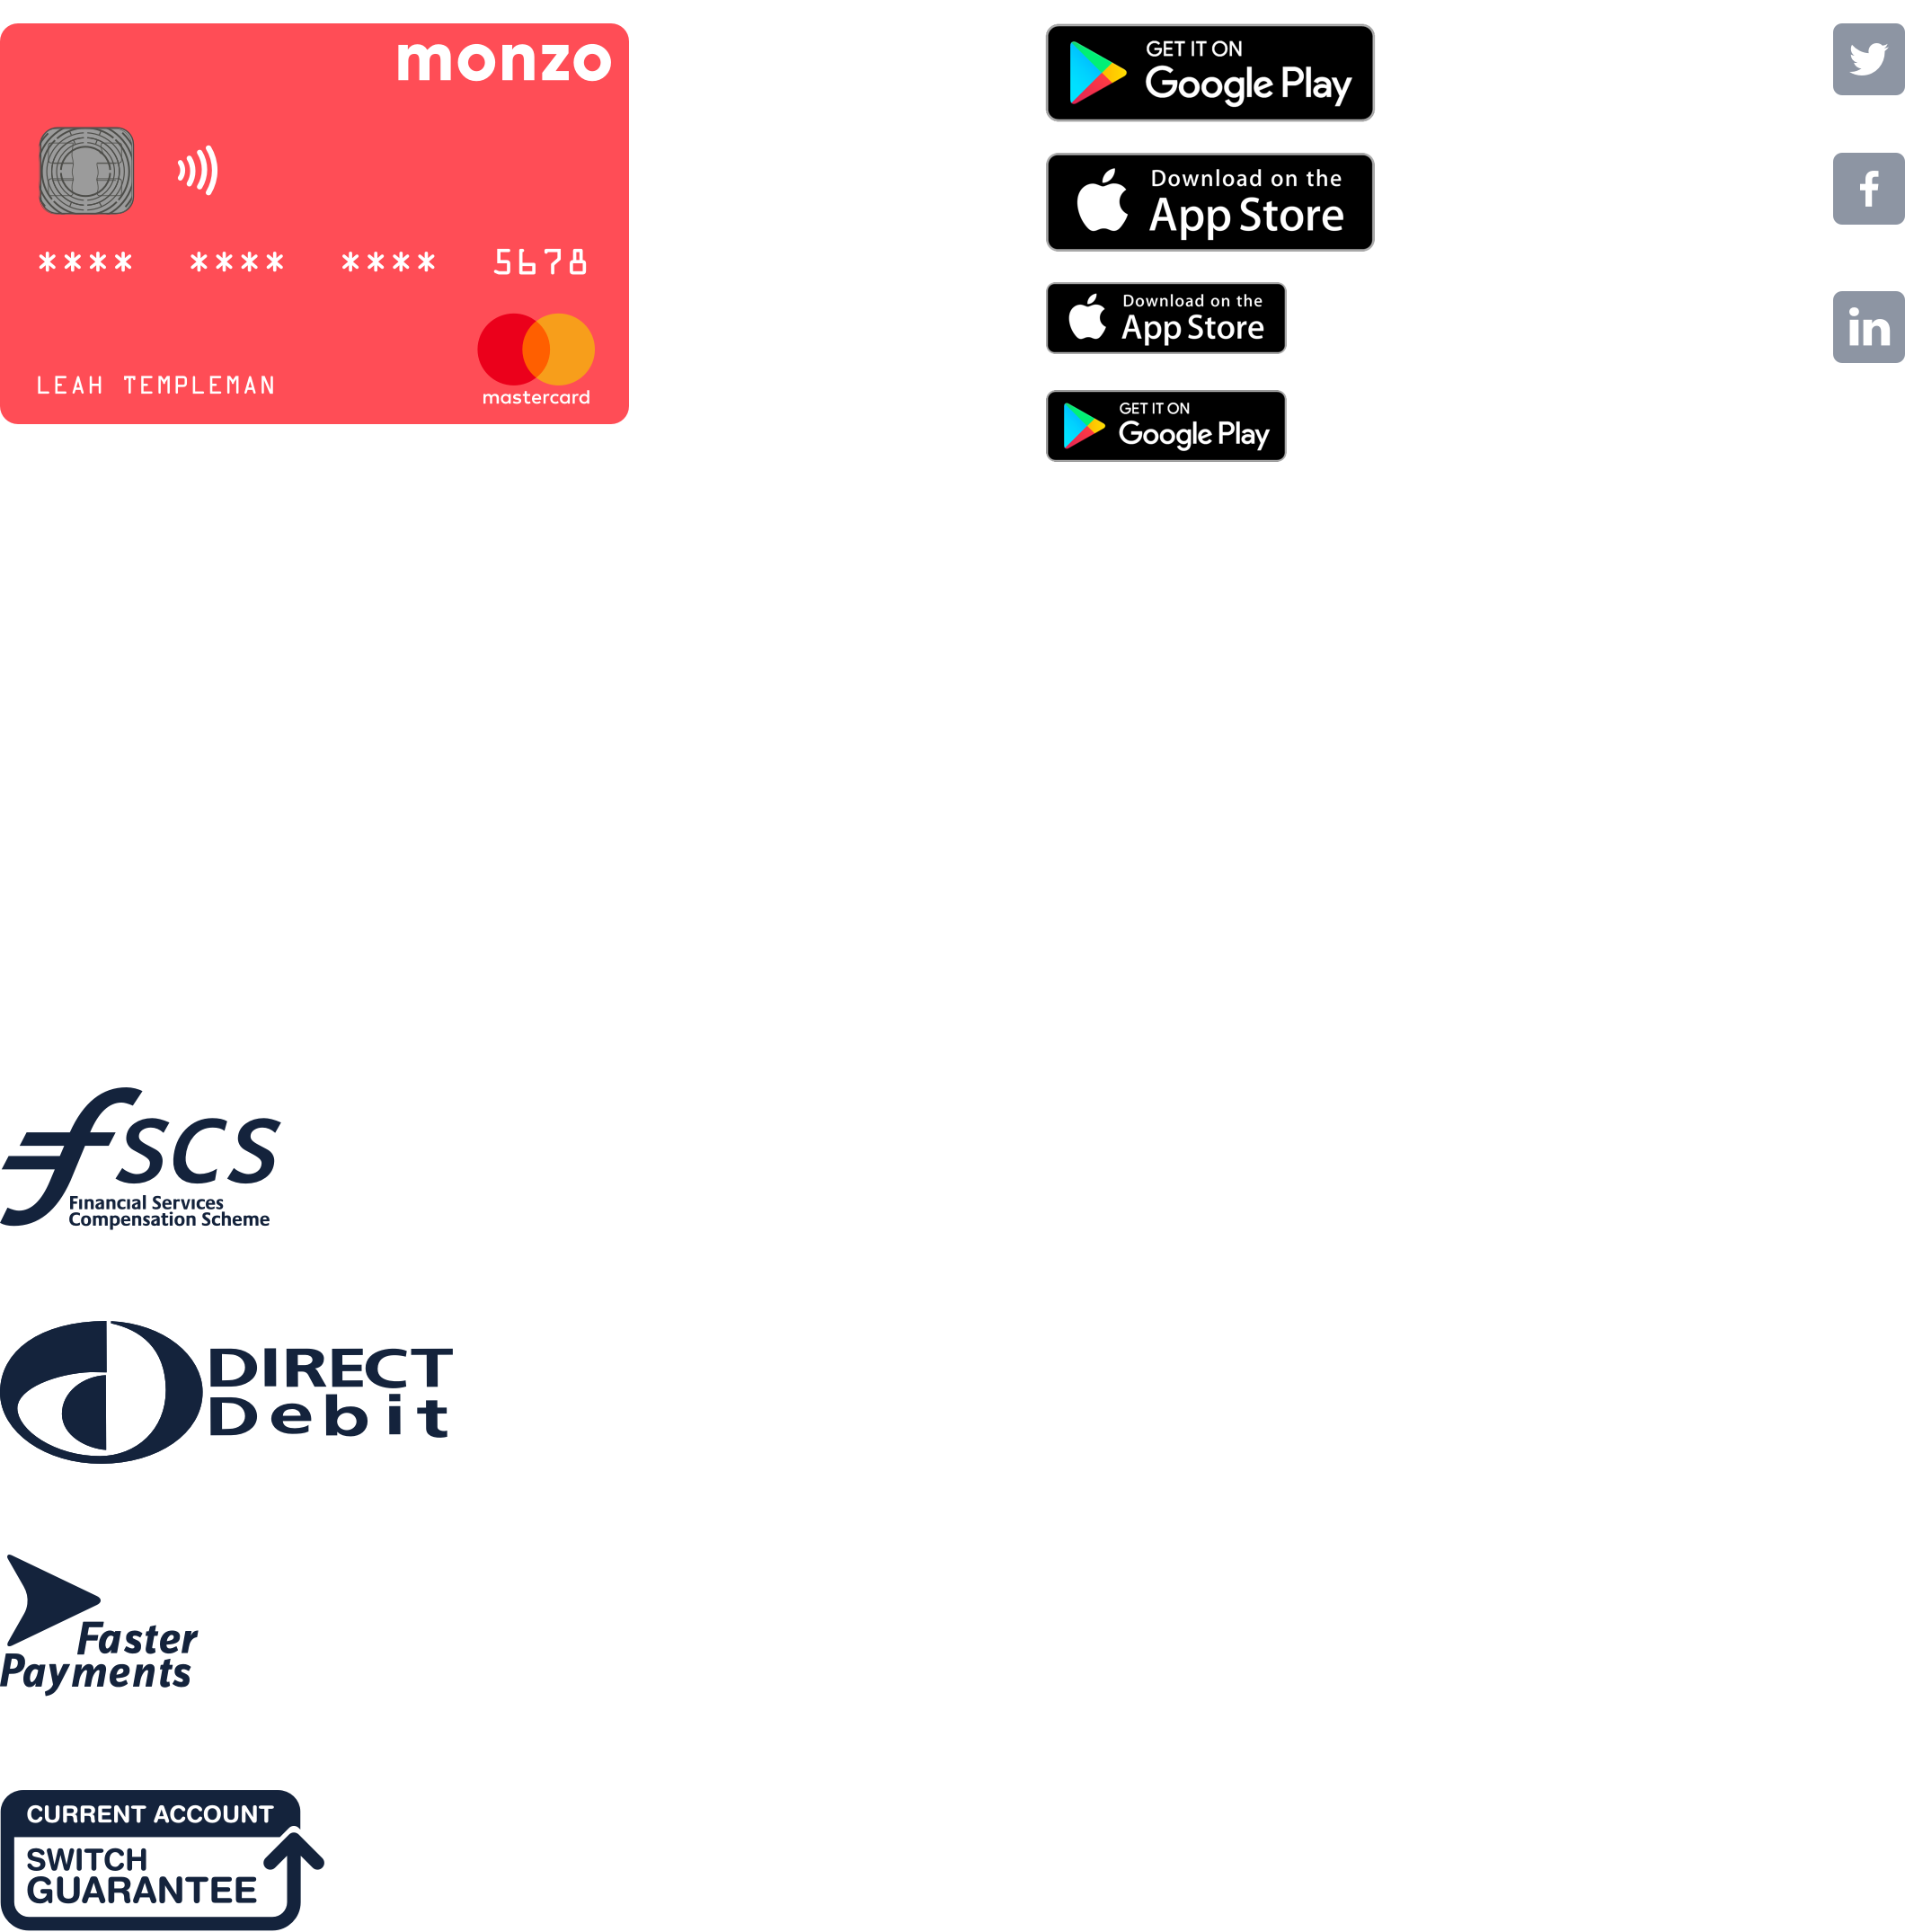 monzo
**** **** **** 5678
LEAH TEMPLEMAN
mastercard
GET IT ON
Google Play
Download on the
App Store
Download on the
App Store
GET IT ON
Google Play
f
in
fSCS
Financial Services
Compensation Scheme
DIRECT
Debit
Faster
Payments
CURRENT ACCOUNT
SWITCH
GUARANTEE